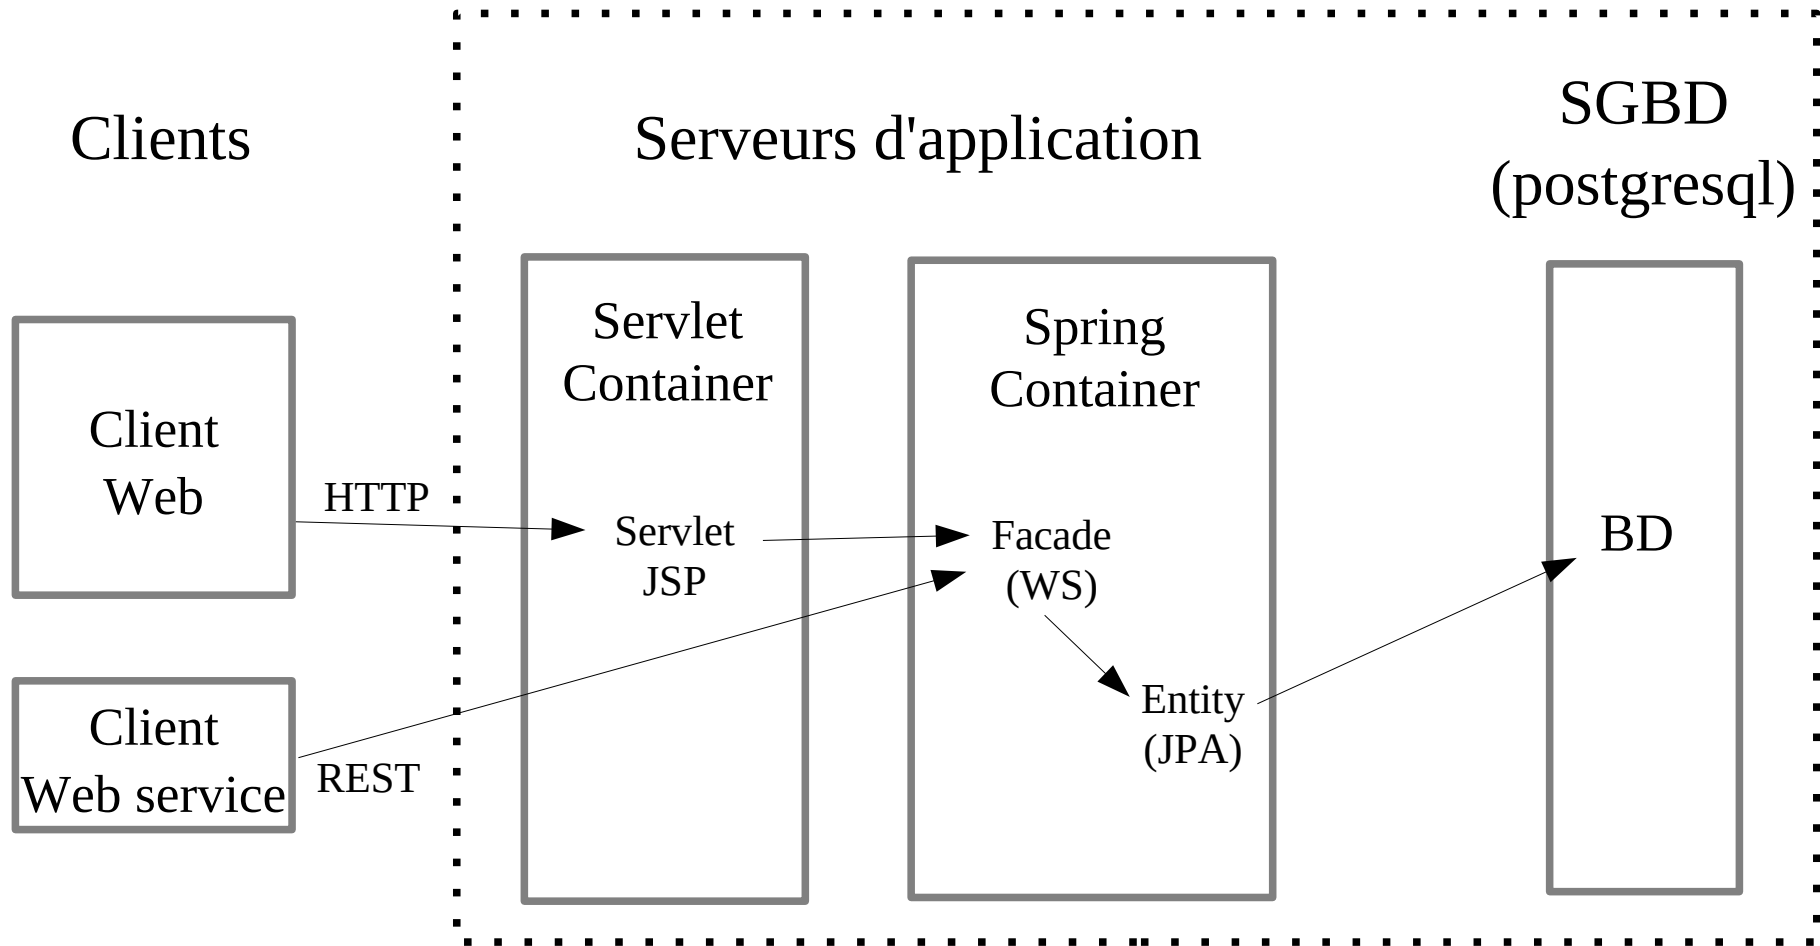 Clients
Serveurs d'application
SGBD
(postgresql)
Client
Web
HTTP
Client
Web service
REST
Servlet
Container
Servlet
JSP
Spring
Container
Facade
(WS)
Entity
(JPA)
BD